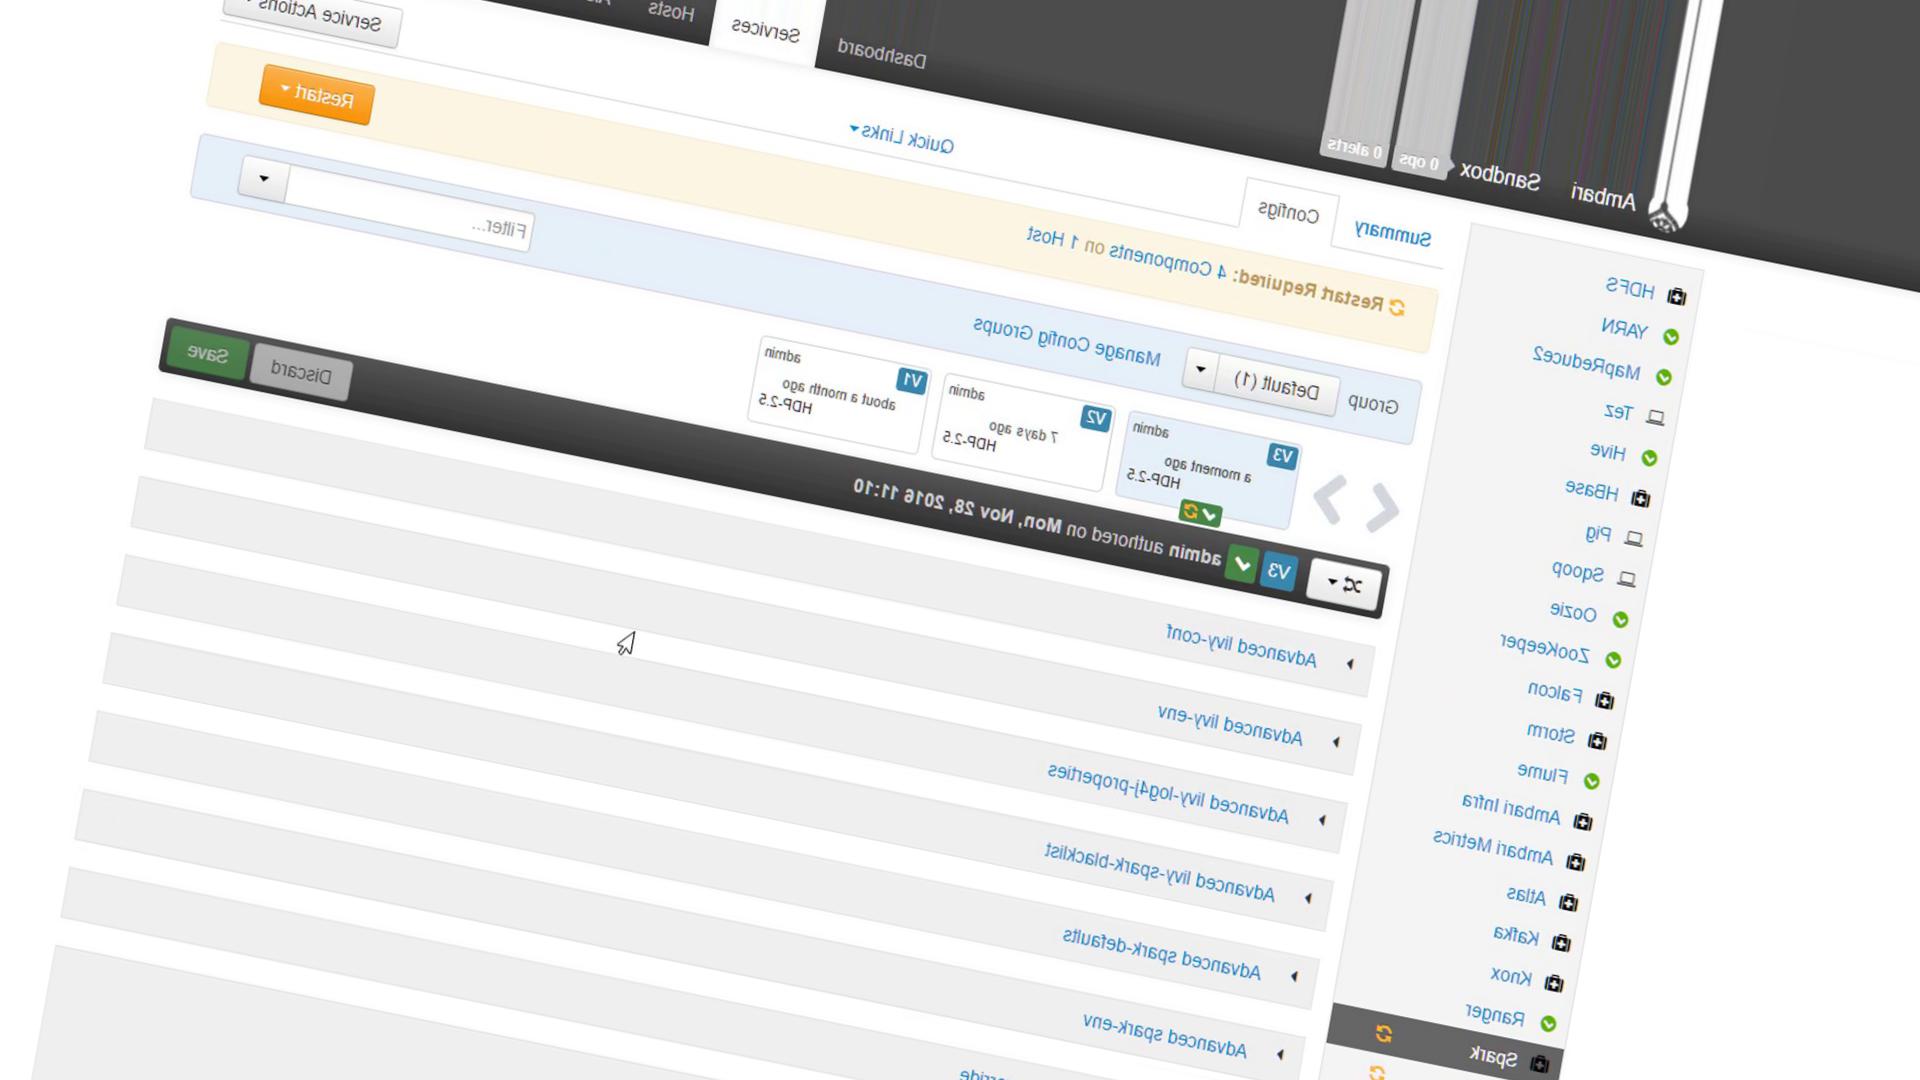 Ambari Sandbox 0 ops 0 alerts
Dashboard Services Hosts
HDFS
YARN
MapReduce2
Tez
Hive
HBase
Pig
Sqoop
Oozie
ZooKeeper
Falcon
Storm
Flume
Ambari Infra
Ambari Metrics
Atlas
Kafka
Knox
Ranger
Spark
Summary Configs Quick Links Service Actions
Restart Required: 4 Components on 1 Host Restart
Group Default (1) Manage Config Groups Filter...
V3 admin
a moment ago
HDP-2.5
V2 admin
7 days ago
HDP-2.5
V1 admin
about a month ago
HDP-2.5
V3 admin authored on Mon, Nov 28, 2016 11:10 Discard Save
Advanced livy-conf
Advanced livy-env
Advanced livy-log4j-properties
Advanced livy-spark-blacklist
Advanced spark-defaults
Advanced spark-env